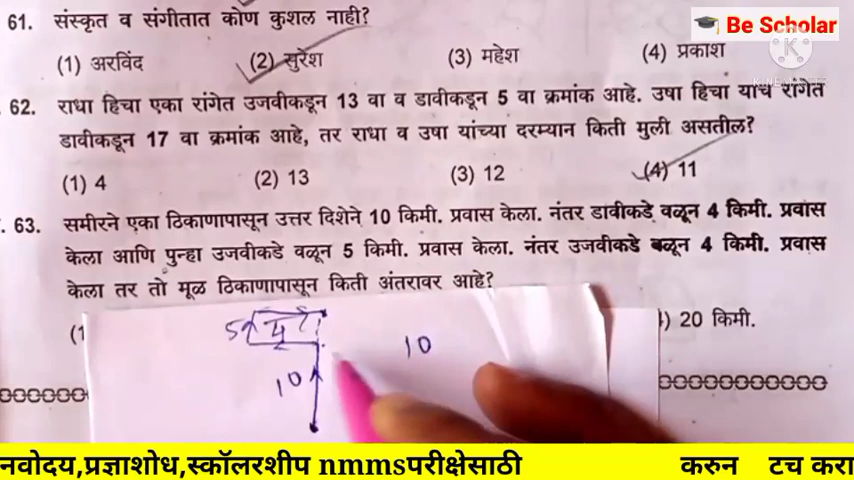 Be Scholar
61. संस्कृत व संगीतात कोण कुशल नाही?
(1) अरविंद (2) सुरेश (3) महेश (4) प्रकाश
62. राधा हिचा एका रांगेत उजवीकडून 13 वा व डावीकडून 5 वा क्रमांक आहे. उषा हिचा याच रांगेत
डावीकडून 17 वा क्रमांक आहे, तर राधा व उषा यांच्या दरम्यान किती मुली असतील?
(1) 4 (2) 13 (3) 12 (4) 11
63. समीरने एका ठिकाणापासून उत्तर दिशेने 10 किमी. प्रवास केला. नंतर डावीकडे वळून 4 किमी. प्रवास
केला आणि पुन्हा उजवीकडे वळून 5 किमी. प्रवास केला. नंतर उजवीकडे वळून 4 किमी. प्रवास
केला तर तो मूळ ठिकाणापासून किती अंतरावर आहे?
(1 4) 20 किमी.
10
10
नवोदय,प्रज्ञाशोध,स्कॉलरशीप nmmsपरीक्षेसाठी करुन टच करा